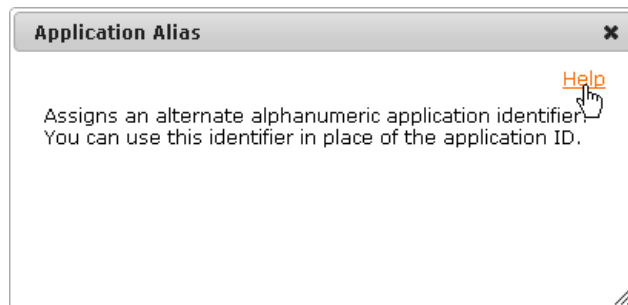 Application Alias
Help
Assigns an alternate alphanumeric application identifier.
You can use this identifier in place of the application ID.